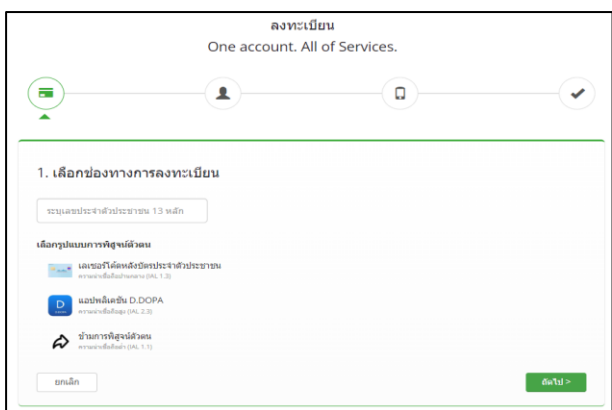 ลงทะเบียน
One account. All of Services.
1. เลือกช่องทางการลงทะเบียน
ระบุเลขประจำตัวประชาชน 13 หลัก
เลือกรูปแบบการพิสูจน์ตัวตน
เลเซอร์โค้ดหลังบัตรประจำตัวประชาชน
ความน่าเชื่อถือปานกลาง (IAL 1.3)
D
แอปพลิเคชัน D.DOPA
ความน่าเชื่อถือสูง (IAL 2.3)
ข้ามการพิสูจน์ตัวตน
ความน่าเชื่อถือต่ำ (IAL 1.1)
ยกเลิก
ถัดไป >